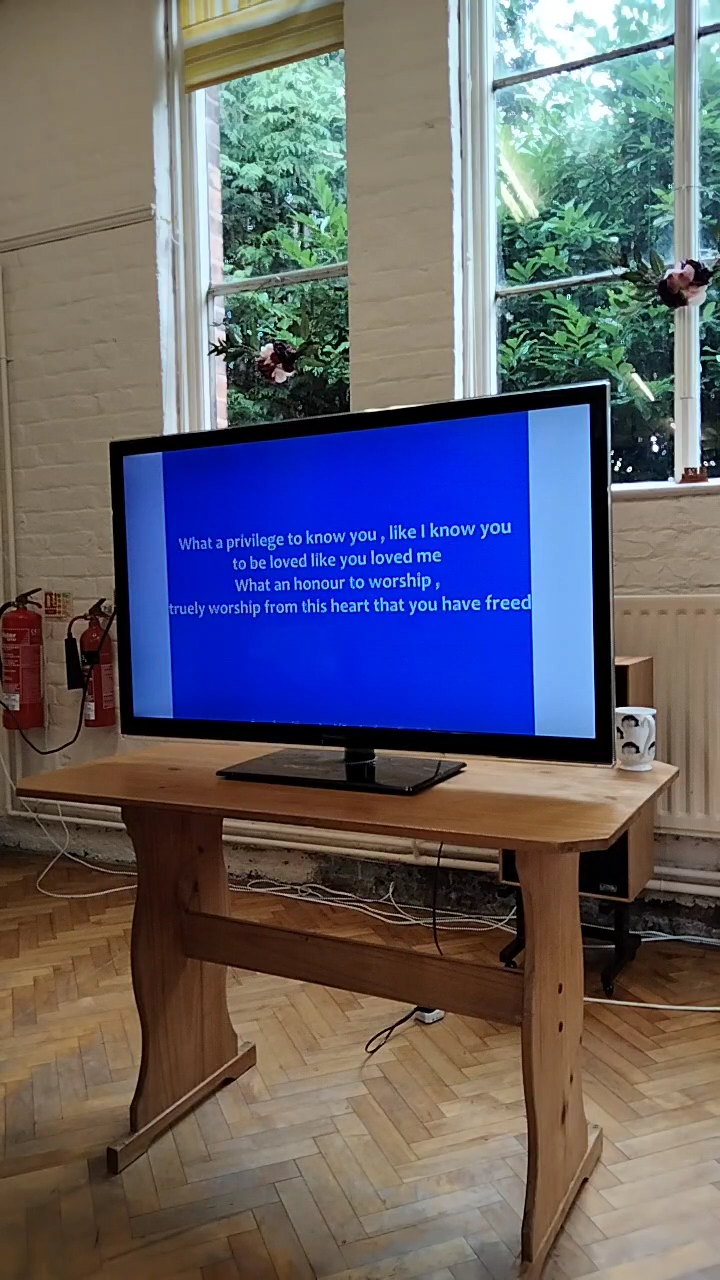 What a privilege to know you , like I know you
to be loved like you loved me
What an honour to worship ,
truely worship from this heart that you have freed